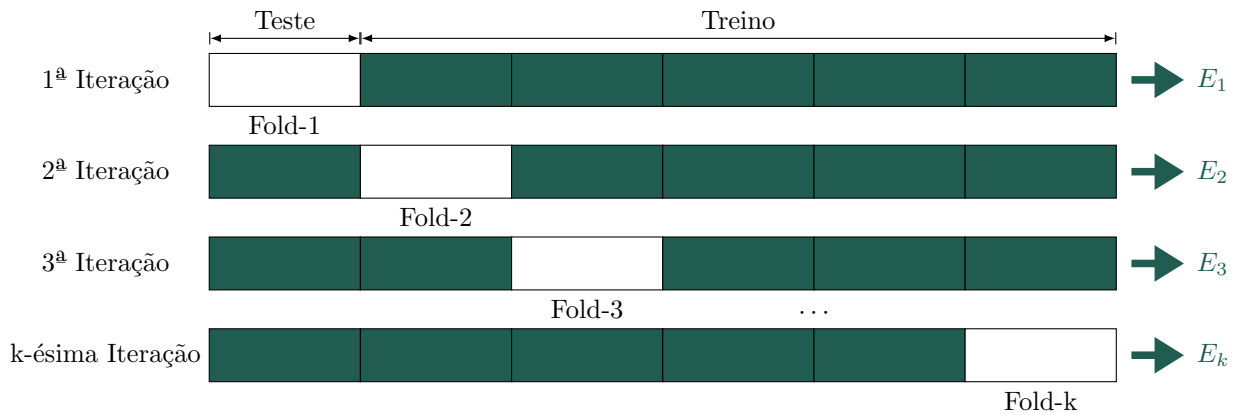 Teste Treino
1ª Iteração E₁
Fold-1
2ª Iteração E₂
Fold-2
3ª Iteração E₃
Fold-3 ...
k-ésima Iteração Eₖ
Fold-k